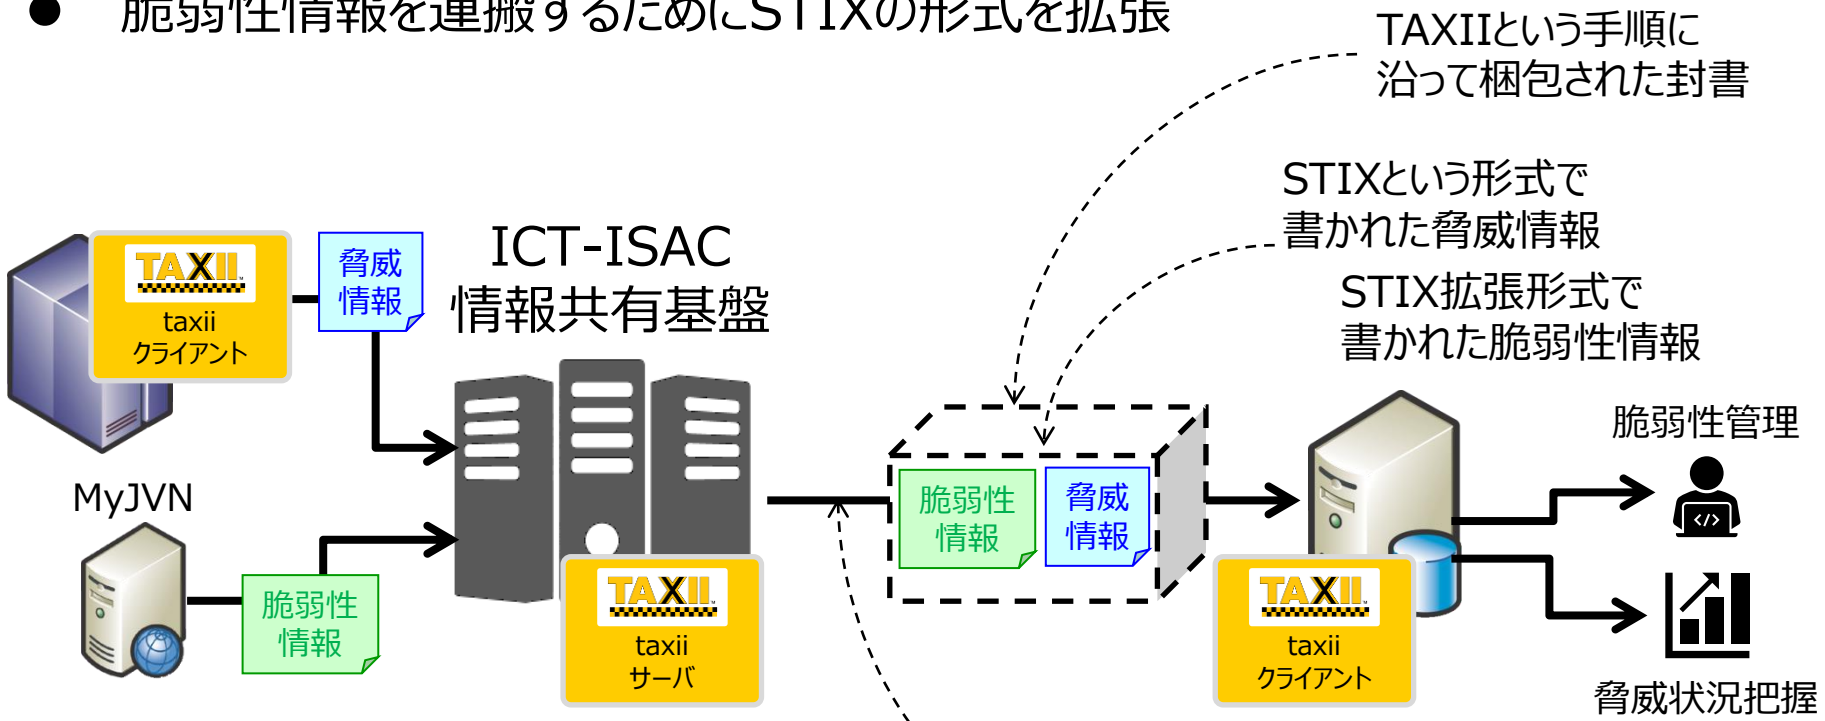 ● 脆弱性情報を運搬するためにSTIXの形式を拡張
TAXIIという手順に
沿って梱包された封書
STIXという形式で
書かれた脅威情報
STIX拡張形式で
書かれた脆弱性情報
ICT-ISAC
情報共有基盤
TAXII
taxii
クライアント
脅威
情報
MyJVN
脆弱性
情報
TAXII
taxii
サーバ
脆弱性
情報
脅威
情報
TAXII
taxii
クライアント
脆弱性管理
</>
脅威状況把握